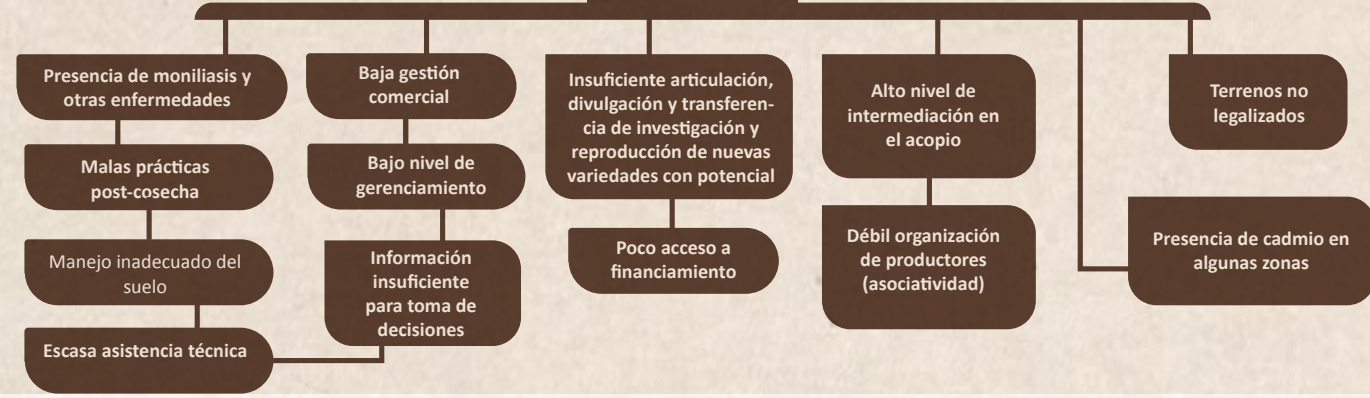 Presencia de moniliasis y
otras enfermedades
Malas prácticas
post-cosecha
Manejo inadecuado del
suelo
Escasa asistencia técnica
Baja gestión
comercial
Bajo nivel de
gerenciamiento
Información
insuficiente
para toma de
decisiones
Insuficiente articulación,
divulgación y transferen-
cia de investigación y
reproducción de nuevas
variedades con potencial
Poco acceso a
financiamiento
Alto nivel de
intermediación en
el acopio
Débil organización
de productores
(asociatividad)
Terrenos no
legalizados
Presencia de cadmio en
algunas zonas